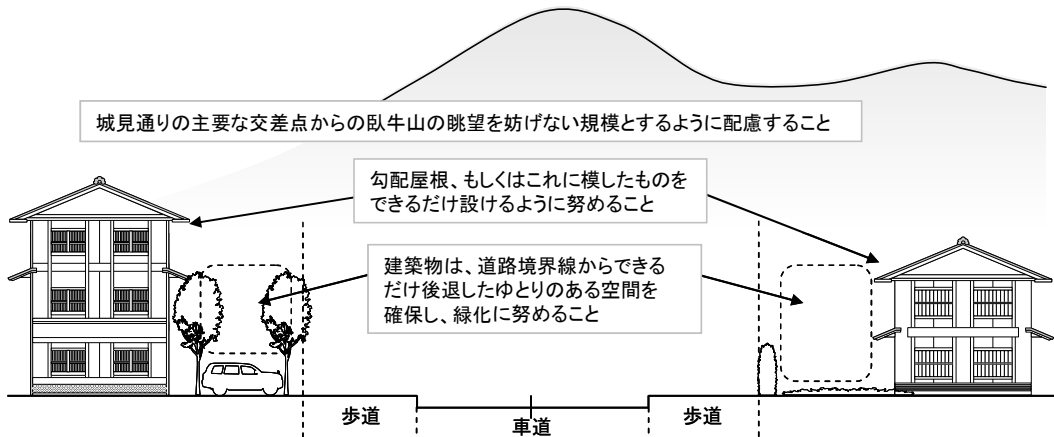 城見通りの主要な交差点からの臥牛山の眺望を妨げない規模とするように配慮すること
勾配屋根、もしくはこれに模したものを
できるだけ設けるように努めること
建築物は、道路境界線からできる
だけ後退したゆとりのある空間を
確保し、緑化に努めること
歩道
車道
歩道